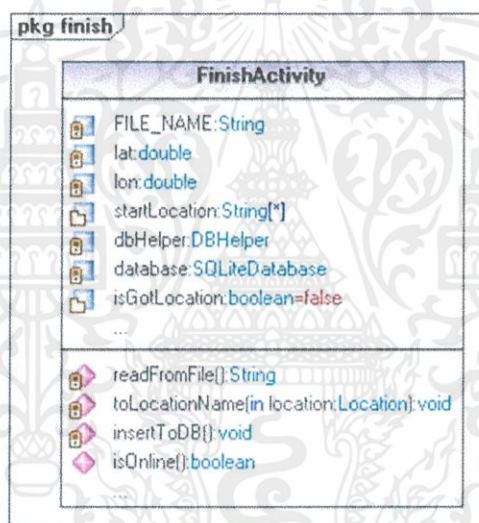 pkg finish
FinishActivity
FILE_NAME:String
lat:double
lon:double
startLocation:String[*]
dbHelper:DBHelper
database:SQLiteDatabase
isGotLocation:boolean=false
...
readFromFile():String
toLocationName(in location:Location):void
insertToDB():void
isOnline():boolean
...